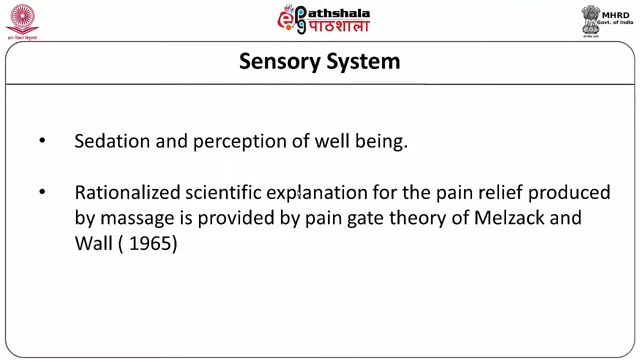 ePathshala
पाठशाला
MHRD
Govt. of India
Sensory System
• Sedation and perception of well being.
• Rationalized scientific explanation for the pain relief produced
by massage is provided by pain gate theory of Melzack and
Wall ( 1965)